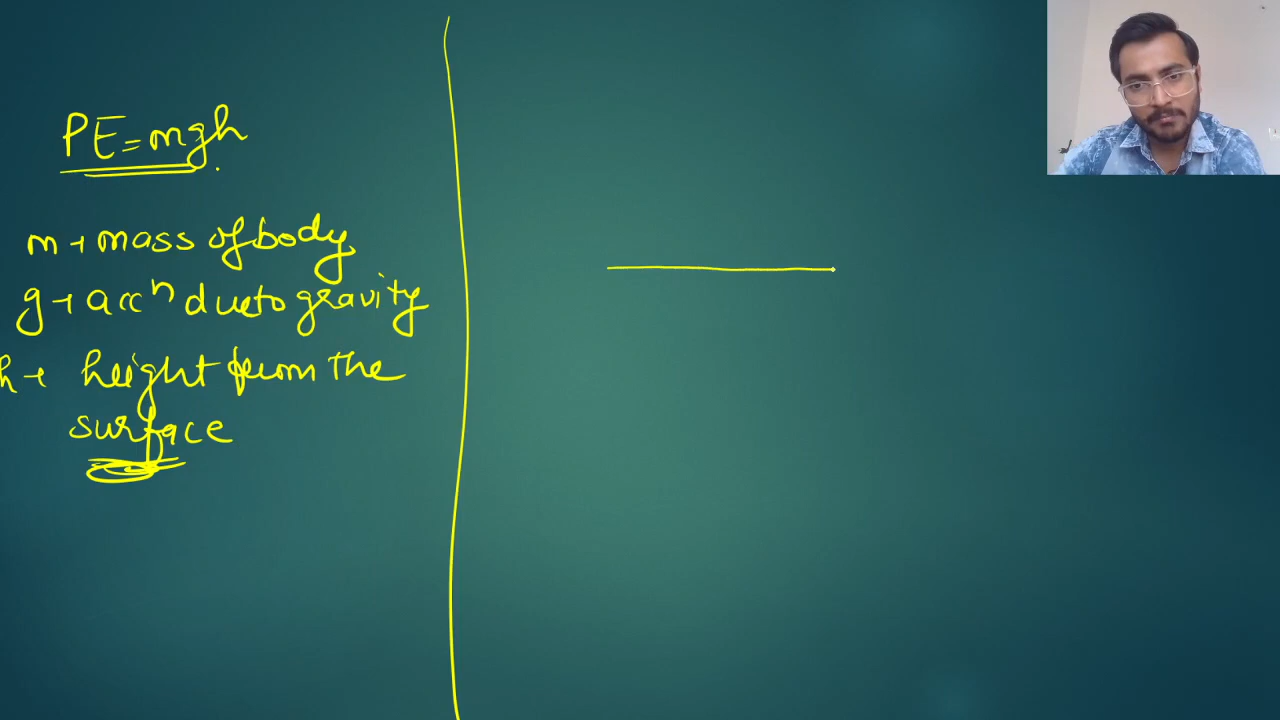 PE=mgh
m → mass of body
g → accⁿ due to gravity
h → height from the
surface